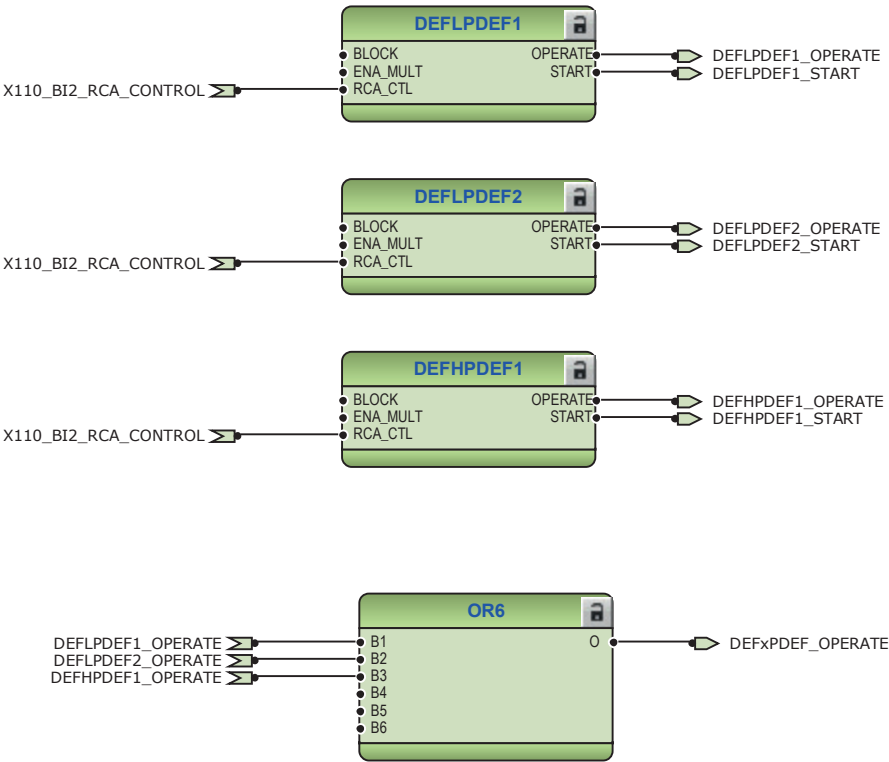 DEFLPDEF1
BLOCK OPERATE DEFLPDEF1_OPERATE
ENA_MULT START DEFLPDEF1_START
X110_BI2_RCA_CONTROL RCA_CTL
DEFLPDEF2
BLOCK OPERATE DEFLPDEF2_OPERATE
ENA_MULT START DEFLPDEF2_START
X110_BI2_RCA_CONTROL RCA_CTL
DEFHPDEF1
BLOCK OPERATE DEFHPDEF1_OPERATE
ENA_MULT START DEFHPDEF1_START
X110_BI2_RCA_CONTROL RCA_CTL
OR6
DEFLPDEF1_OPERATE B1 O DEFxPDEF_OPERATE
DEFLPDEF2_OPERATE B2
DEFHPDEF1_OPERATE B3
B4
B5
B6